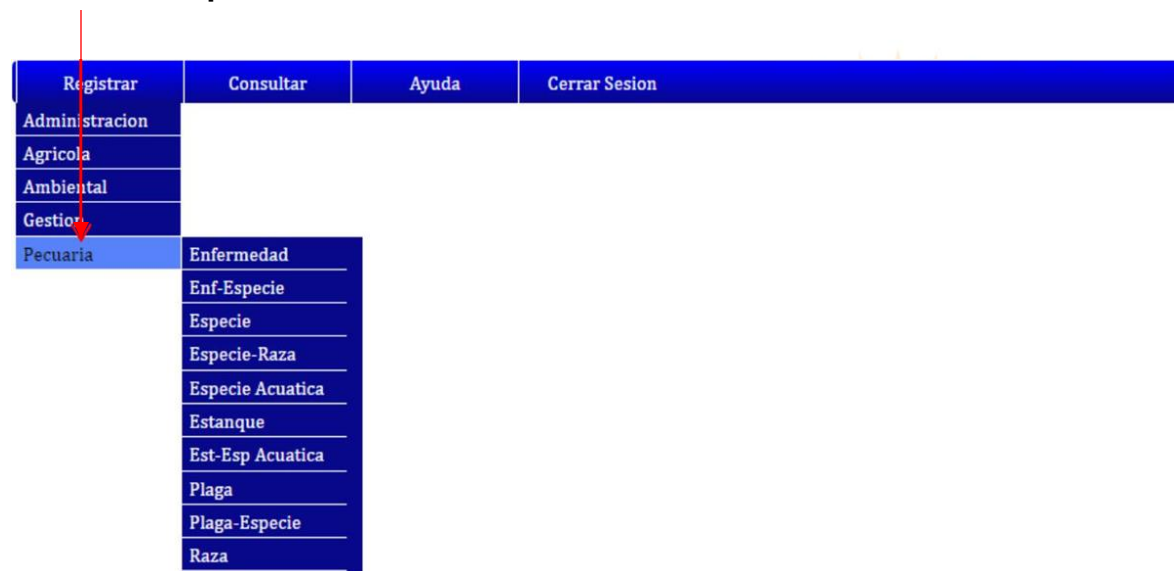 Registrar Consultar Ayuda Cerrar Sesion
Administracion
Agricola
Ambiental
Gestion
Pecuaria Enfermedad
Enf-Especie
Especie
Especie-Raza
Especie Acuatica
Estanque
Est-Esp Acuatica
Plaga
Plaga-Especie
Raza